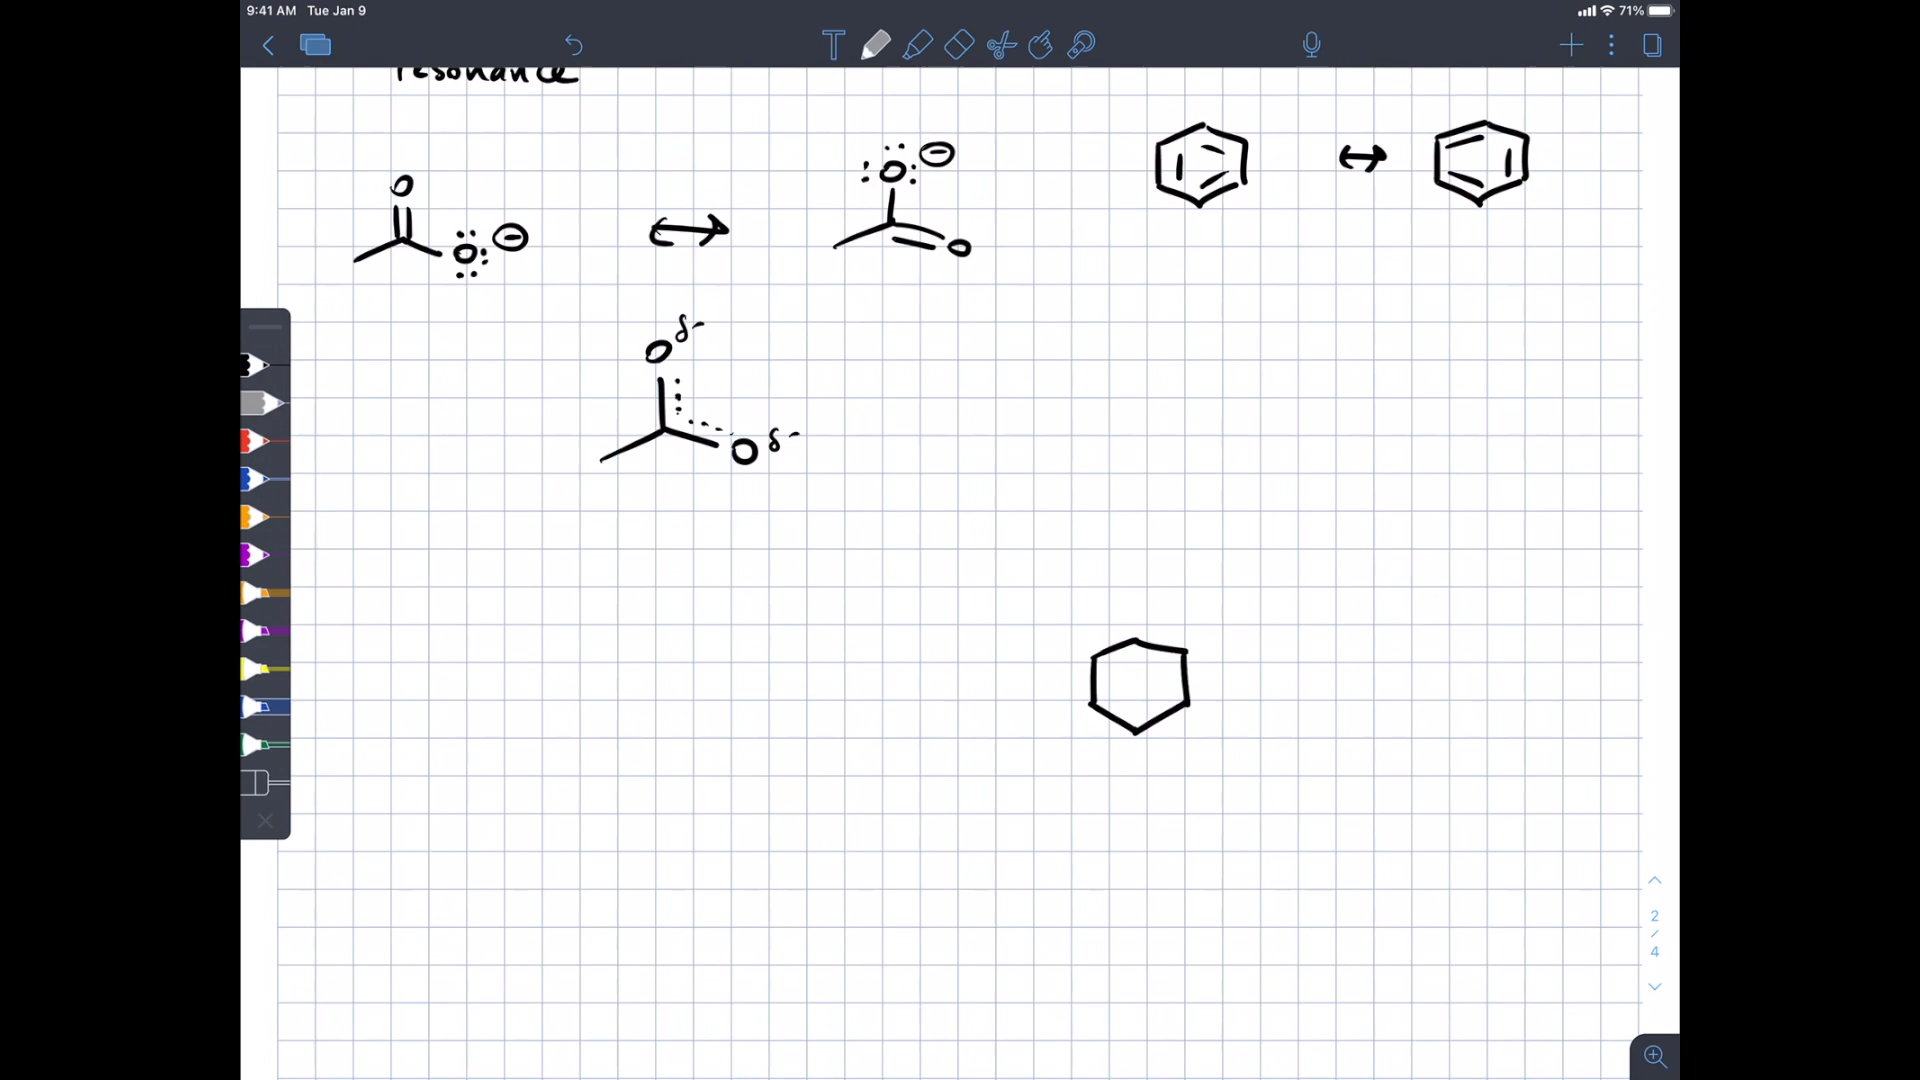 9:41 AM Tue Jan 9
71%
resonance
O
:O: ⊖
:O: ⊖
O
O δ-
O δ-
2
/
4